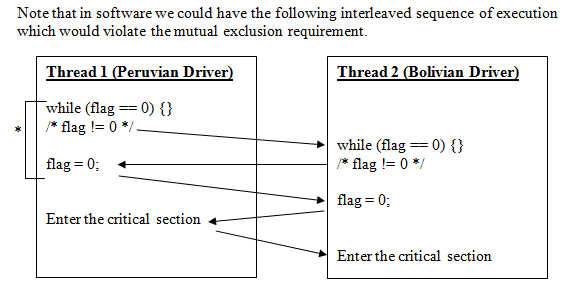 Note that in software we could have the following interleaved sequence of execution
which would violate the mutual exclusion requirement.
Thread 1 (Peruvian Driver)
while (flag == 0) {}
/* flag != 0 */
*
flag = 0;
Enter the critical section
Thread 2 (Bolivian Driver)
while (flag == 0) {}
/* flag != 0 */
flag = 0;
Enter the critical section